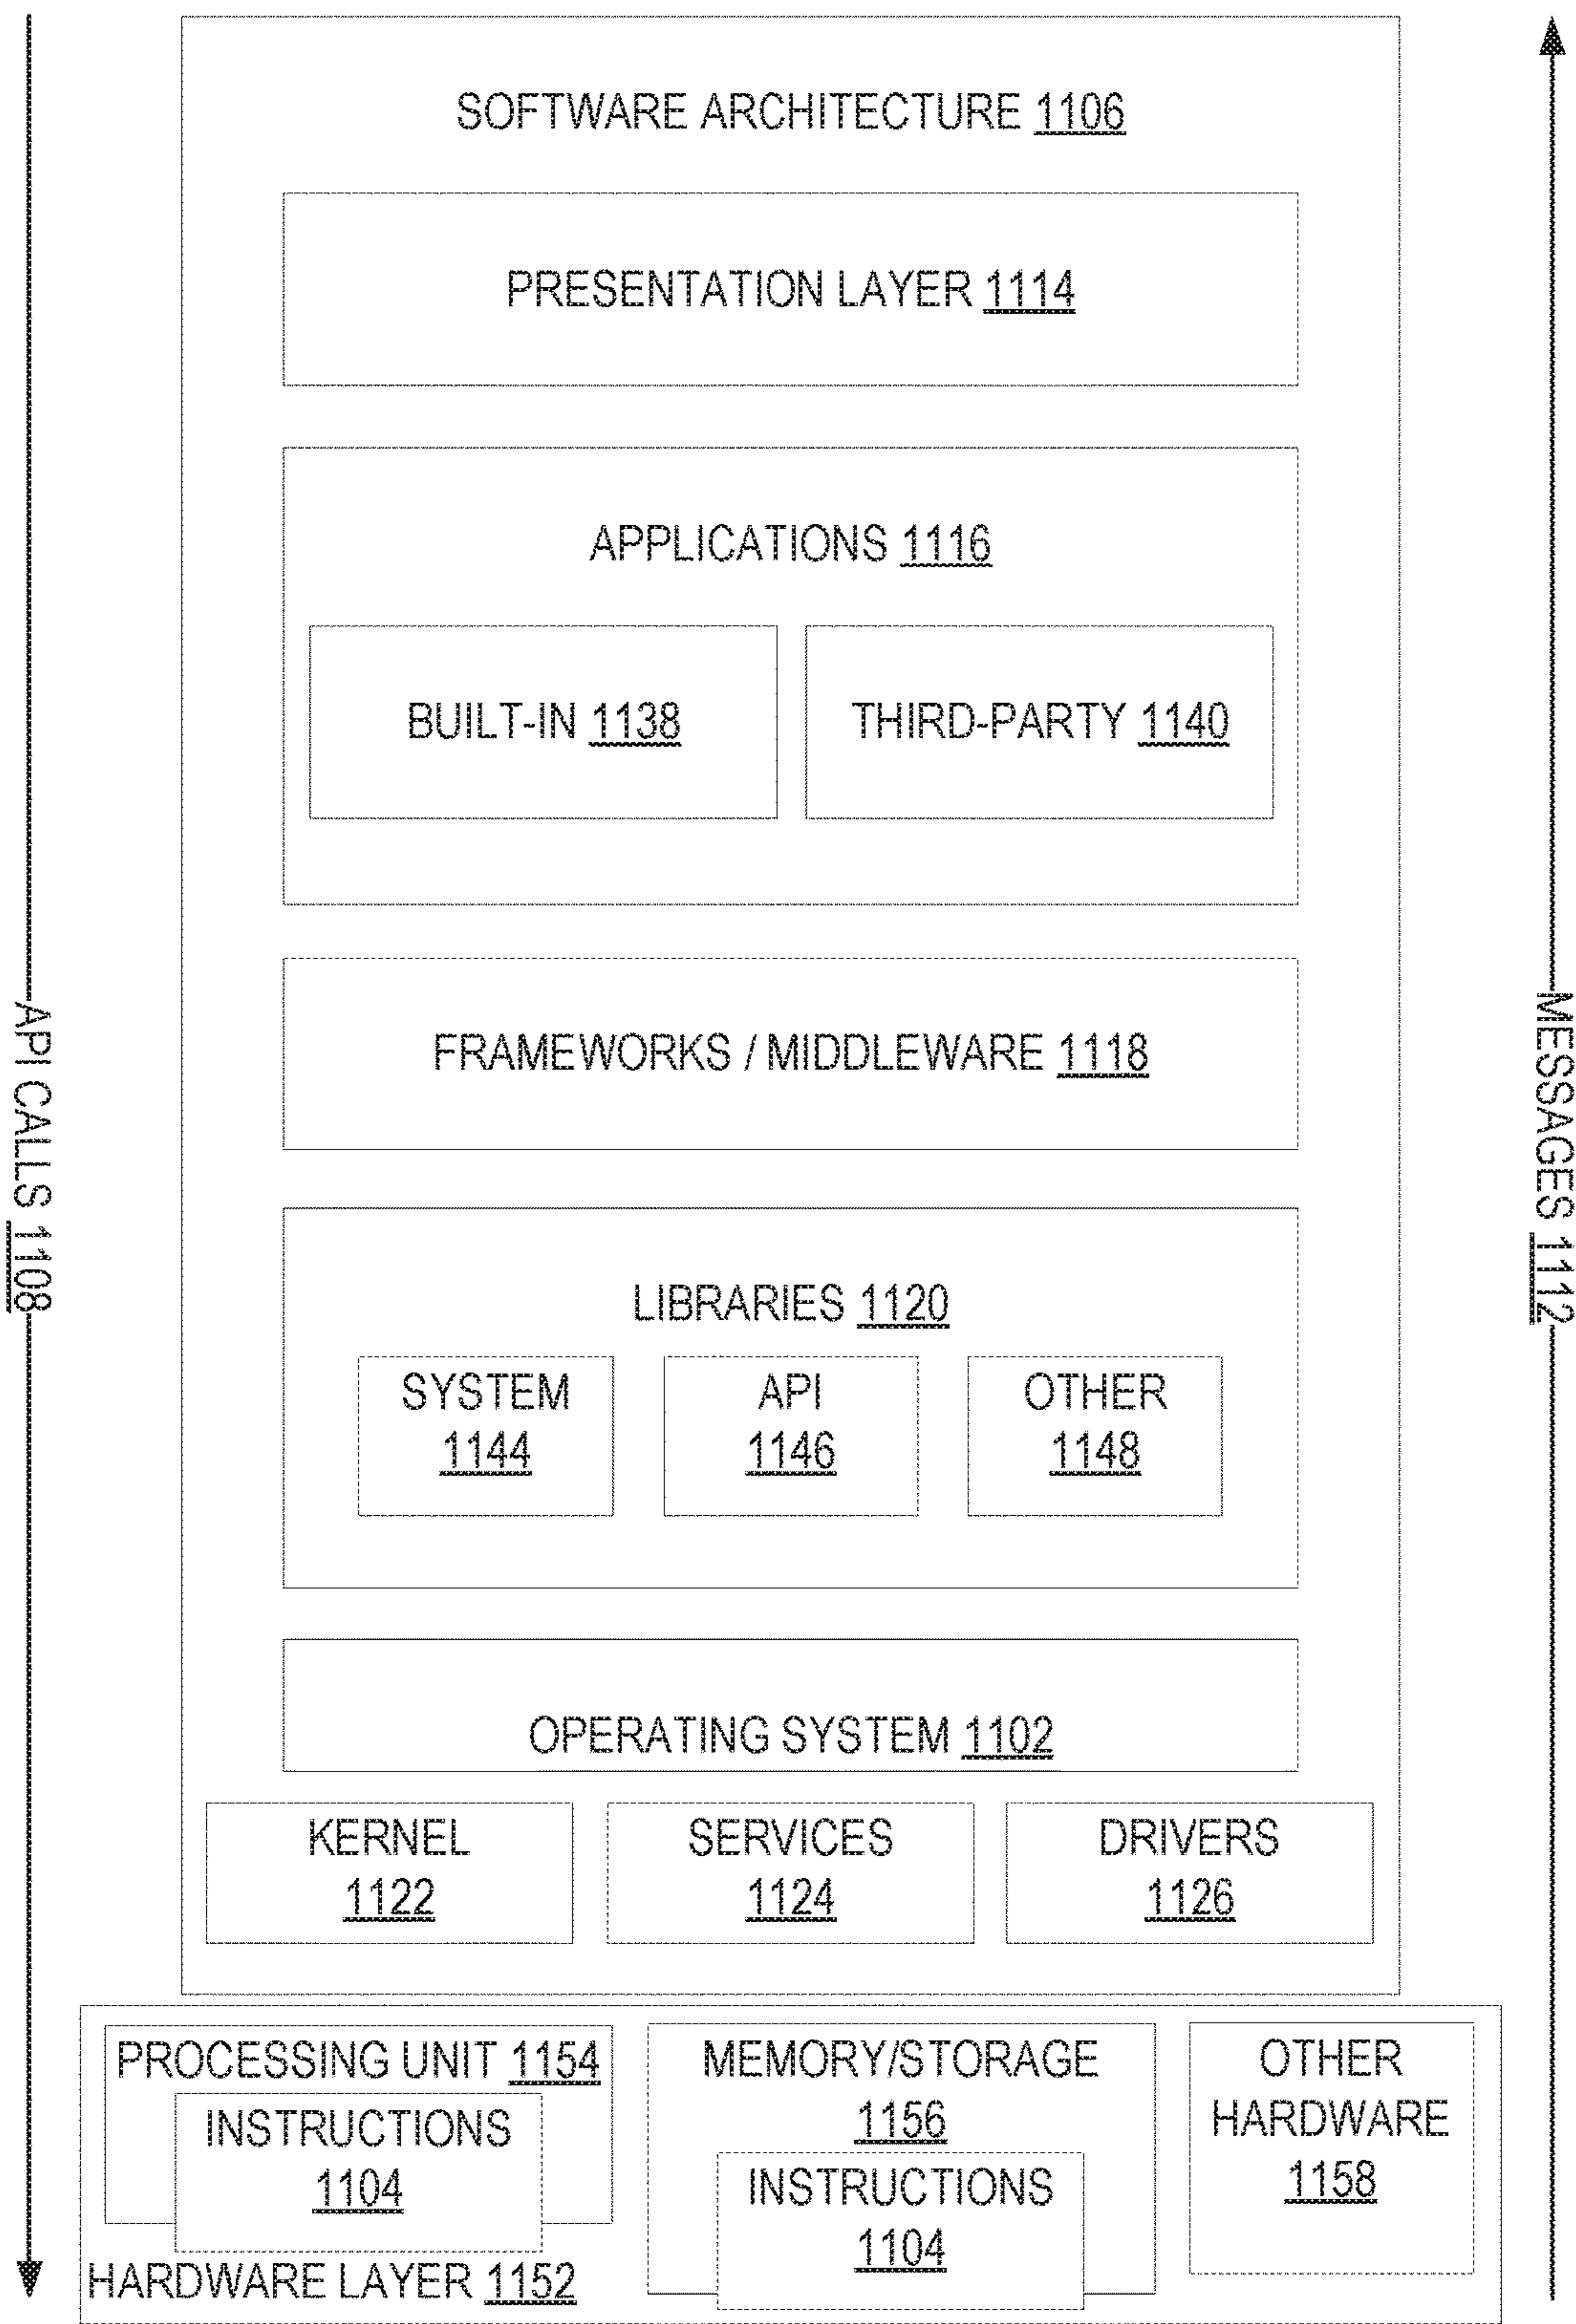 SOFTWARE ARCHITECTURE 1106
PRESENTATION LAYER 1114
APPLICATIONS 1116
BUILT-IN 1138
THIRD-PARTY 1140
FRAMEWORKS / MIDDLEWARE 1118
API CALLS 1108
MESSAGES 1112
LIBRARIES 1120
SYSTEM
1144
API
1146
OTHER
1148
OPERATING SYSTEM 1102
KERNEL
1122
SERVICES
1124
DRIVERS
1126
PROCESSING UNIT 1154
INSTRUCTIONS
1104
MEMORY/STORAGE
1156
INSTRUCTIONS
1104
OTHER
HARDWARE
1158
HARDWARE LAYER 1152